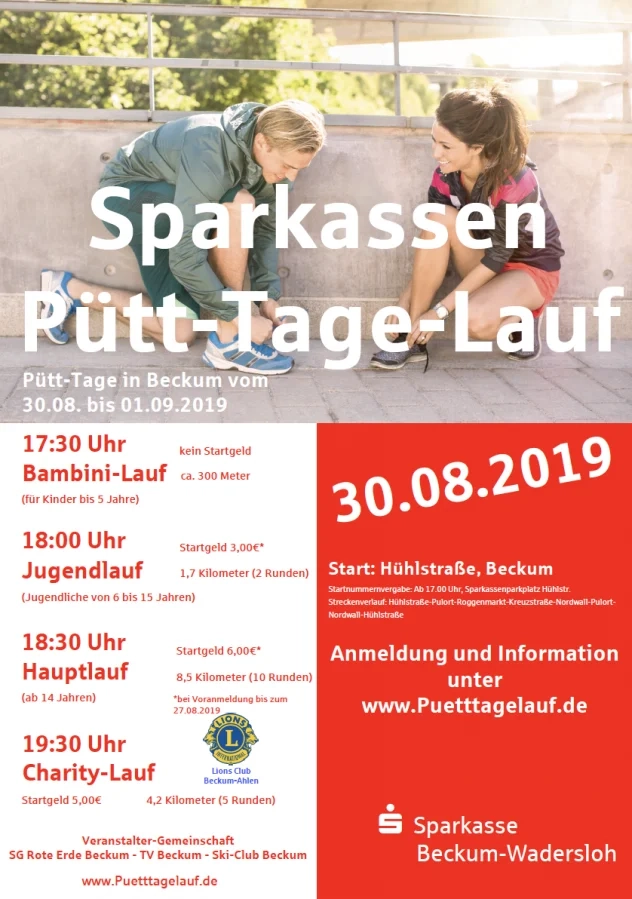 Sparkassen
Pütt-Tage-Lauf
Pütt-Tage in Beckum vom
30.08. bis 01.09.2019
17:30 Uhr
kein Startgeld
Bambini-Lauf
ca. 300 Meter
(für Kinder bis 5 Jahre)
18:00 Uhr
Startgeld 3,00€*
Jugendlauf
1,7 Kilometer (2 Runden)
(Jugendliche von 6 bis 15 Jahren)
18:30 Uhr
Startgeld 6,00€*
Hauptlauf
8,5 Kilometer (10 Runden)
(ab 14 Jahren)
*bei Voranmeldung bis zum
27.08.2019
19:30 Uhr
Charity-Lauf
LIONS
L
INTERNATIONAL
Lions Club
Beckum-Ahlen
Startgeld 5,00€
4,2 Kilometer (5 Runden)
Veranstalter-Gemeinschaft
SG Rote Erde Beckum - TV Beckum - Ski-Club Beckum
www.Puetttagelauf.de
30.08.2019
Start: Hühlstraße, Beckum
Startnummernvergabe: Ab 17.00 Uhr, Sparkassenparkplatz Hühlstr.
Streckenverlauf: Hühlstraße-Pulort-Roggenmarkt-Kreuzstraße-Nordwall-Pulort-
Nordwall-Hühlstraße
Anmeldung und Information
unter
www.Puetttagelauf.de
Sparkasse
Beckum-Wadersloh